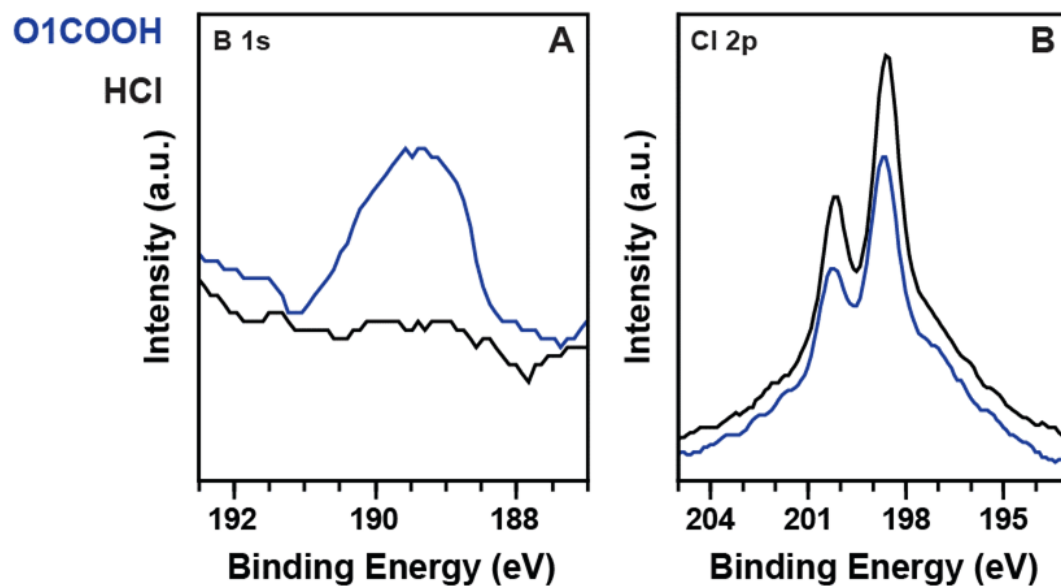 O1COOH
HCl
B 1s
A
Intensity (a.u.)
192
190
188
Binding Energy (eV)
Cl 2p
B
Intensity (a.u.)
204
201
198
195
Binding Energy (eV)